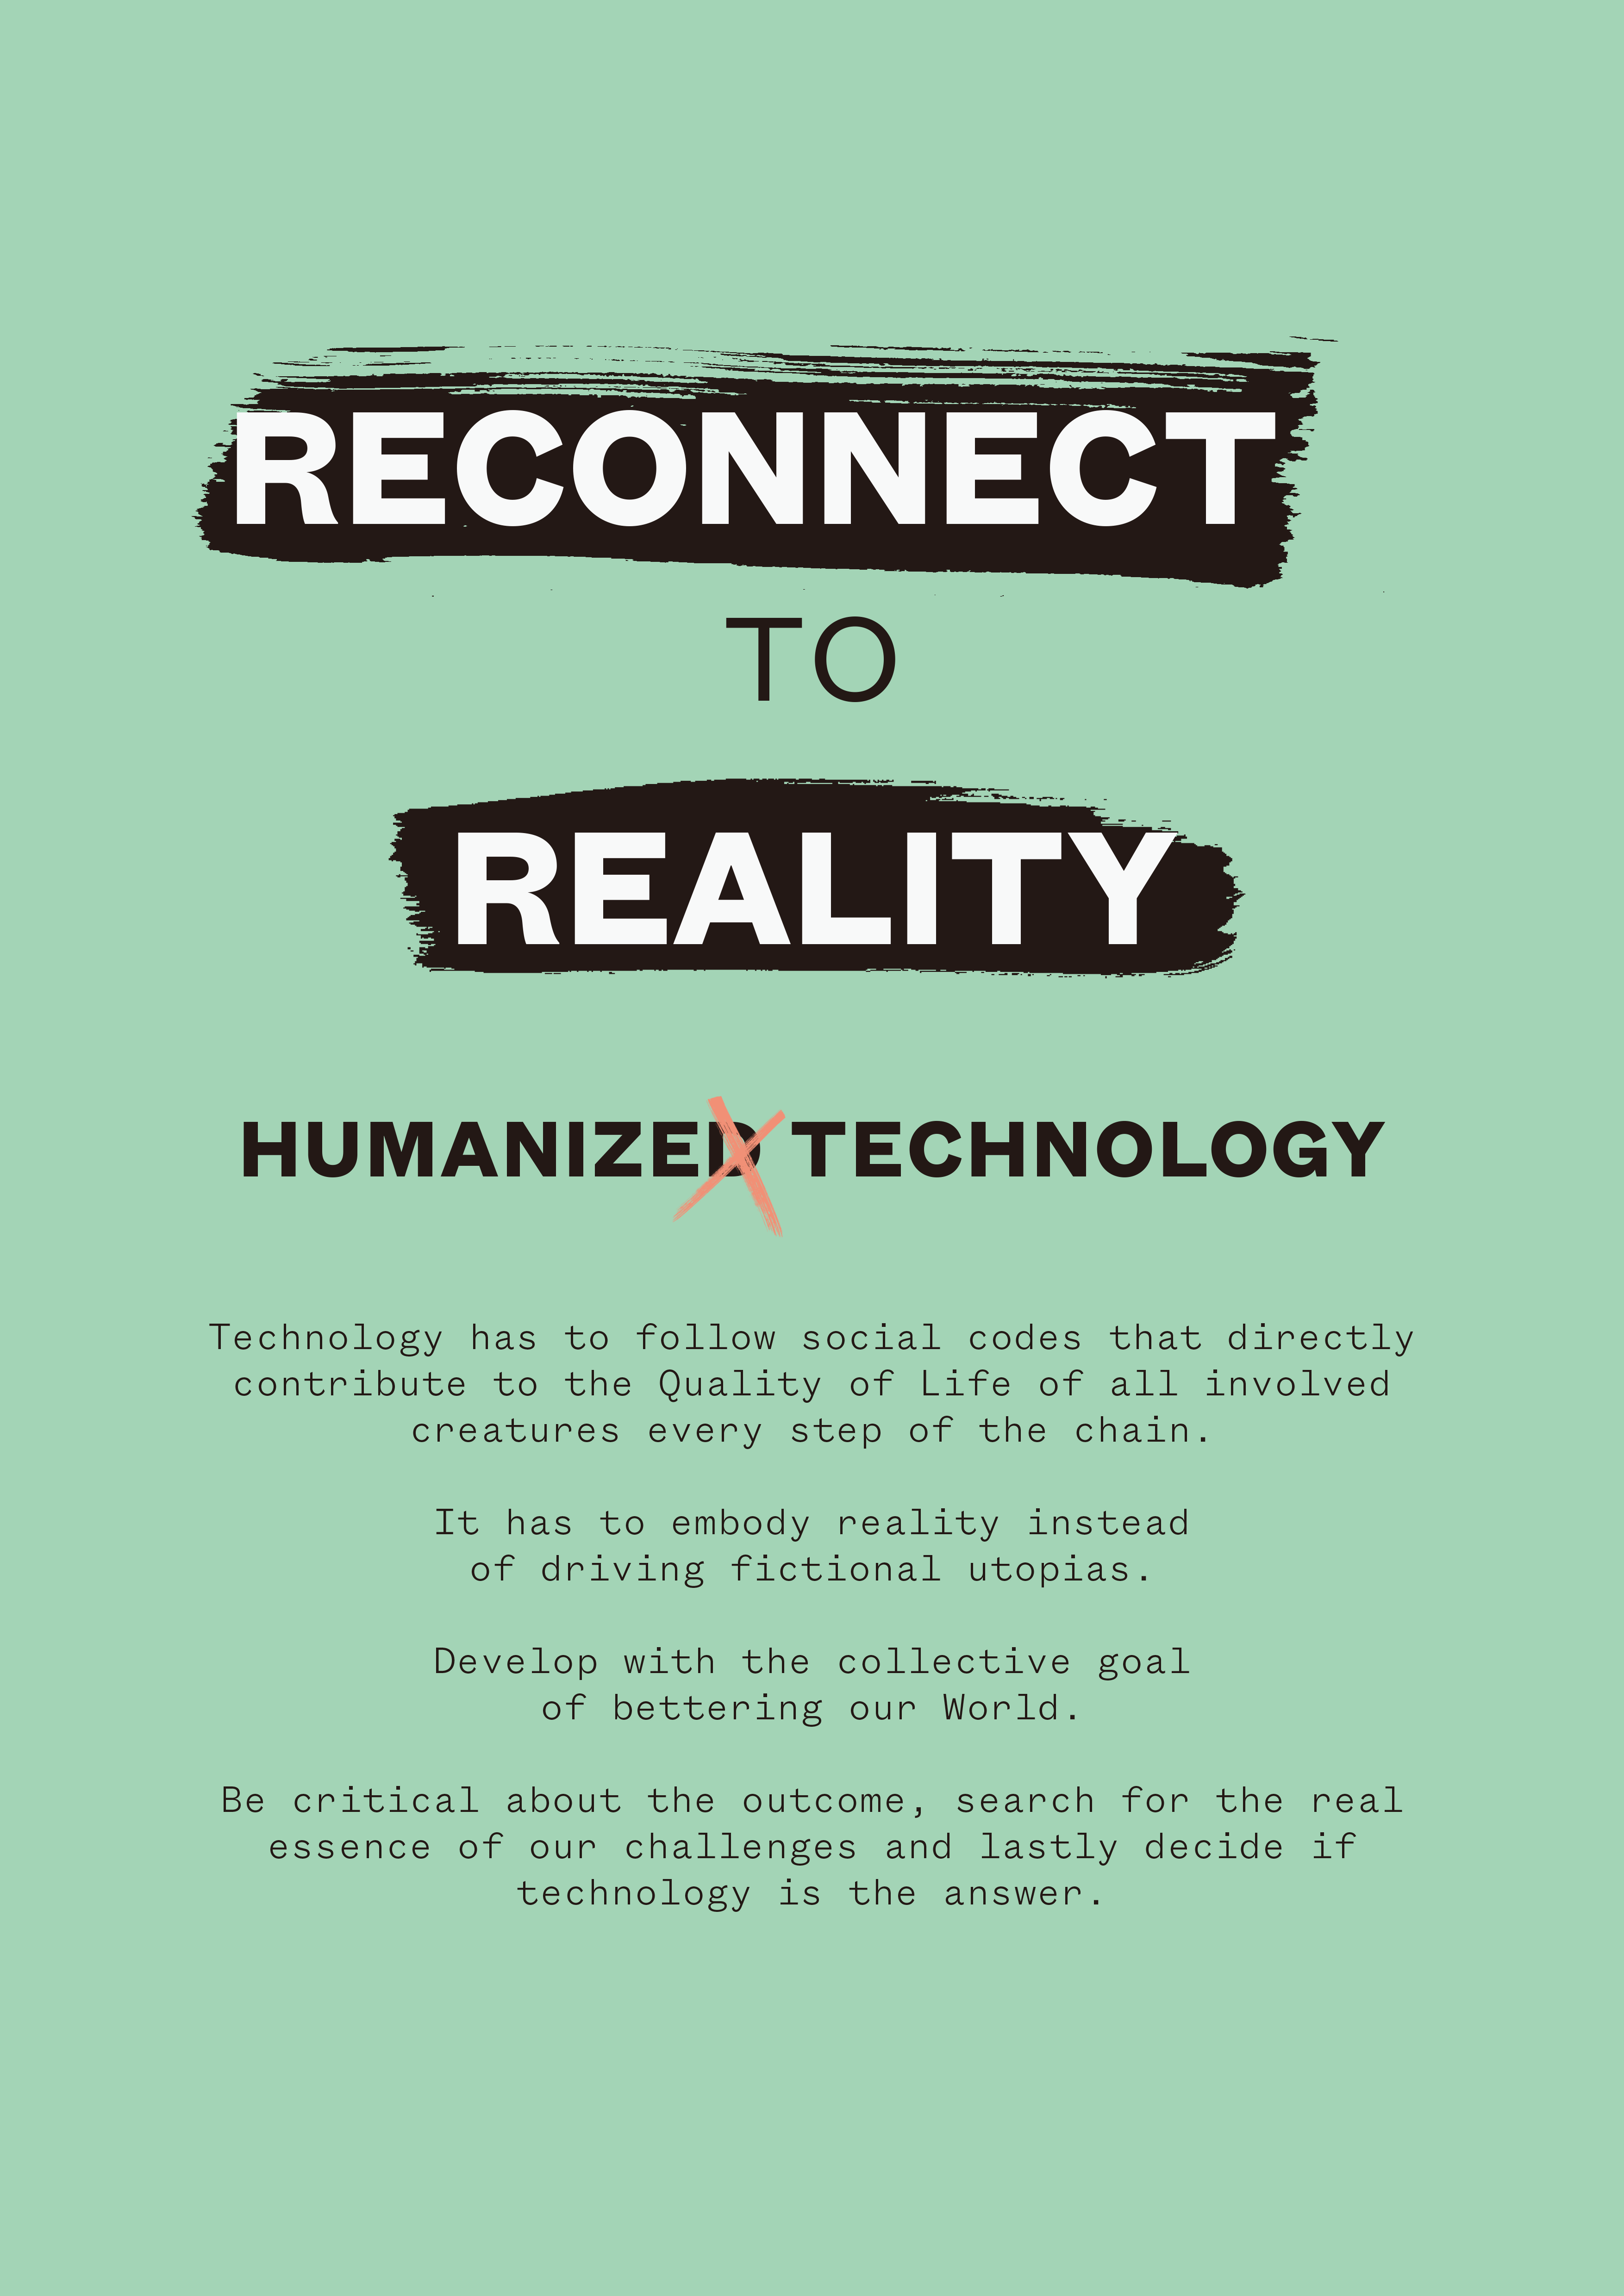 RECONNECT
TO
REALITY
HUMANIZED TECHNOLOGY
Technology has to follow social codes that directly
contribute to the Quality of Life of all involved
creatures every step of the chain.
It has to embody reality instead
of driving fictional utopias.
Develop with the collective goal
of bettering our World.
Be critical about the outcome, search for the real
essence of our challenges and lastly decide if
technology is the answer.